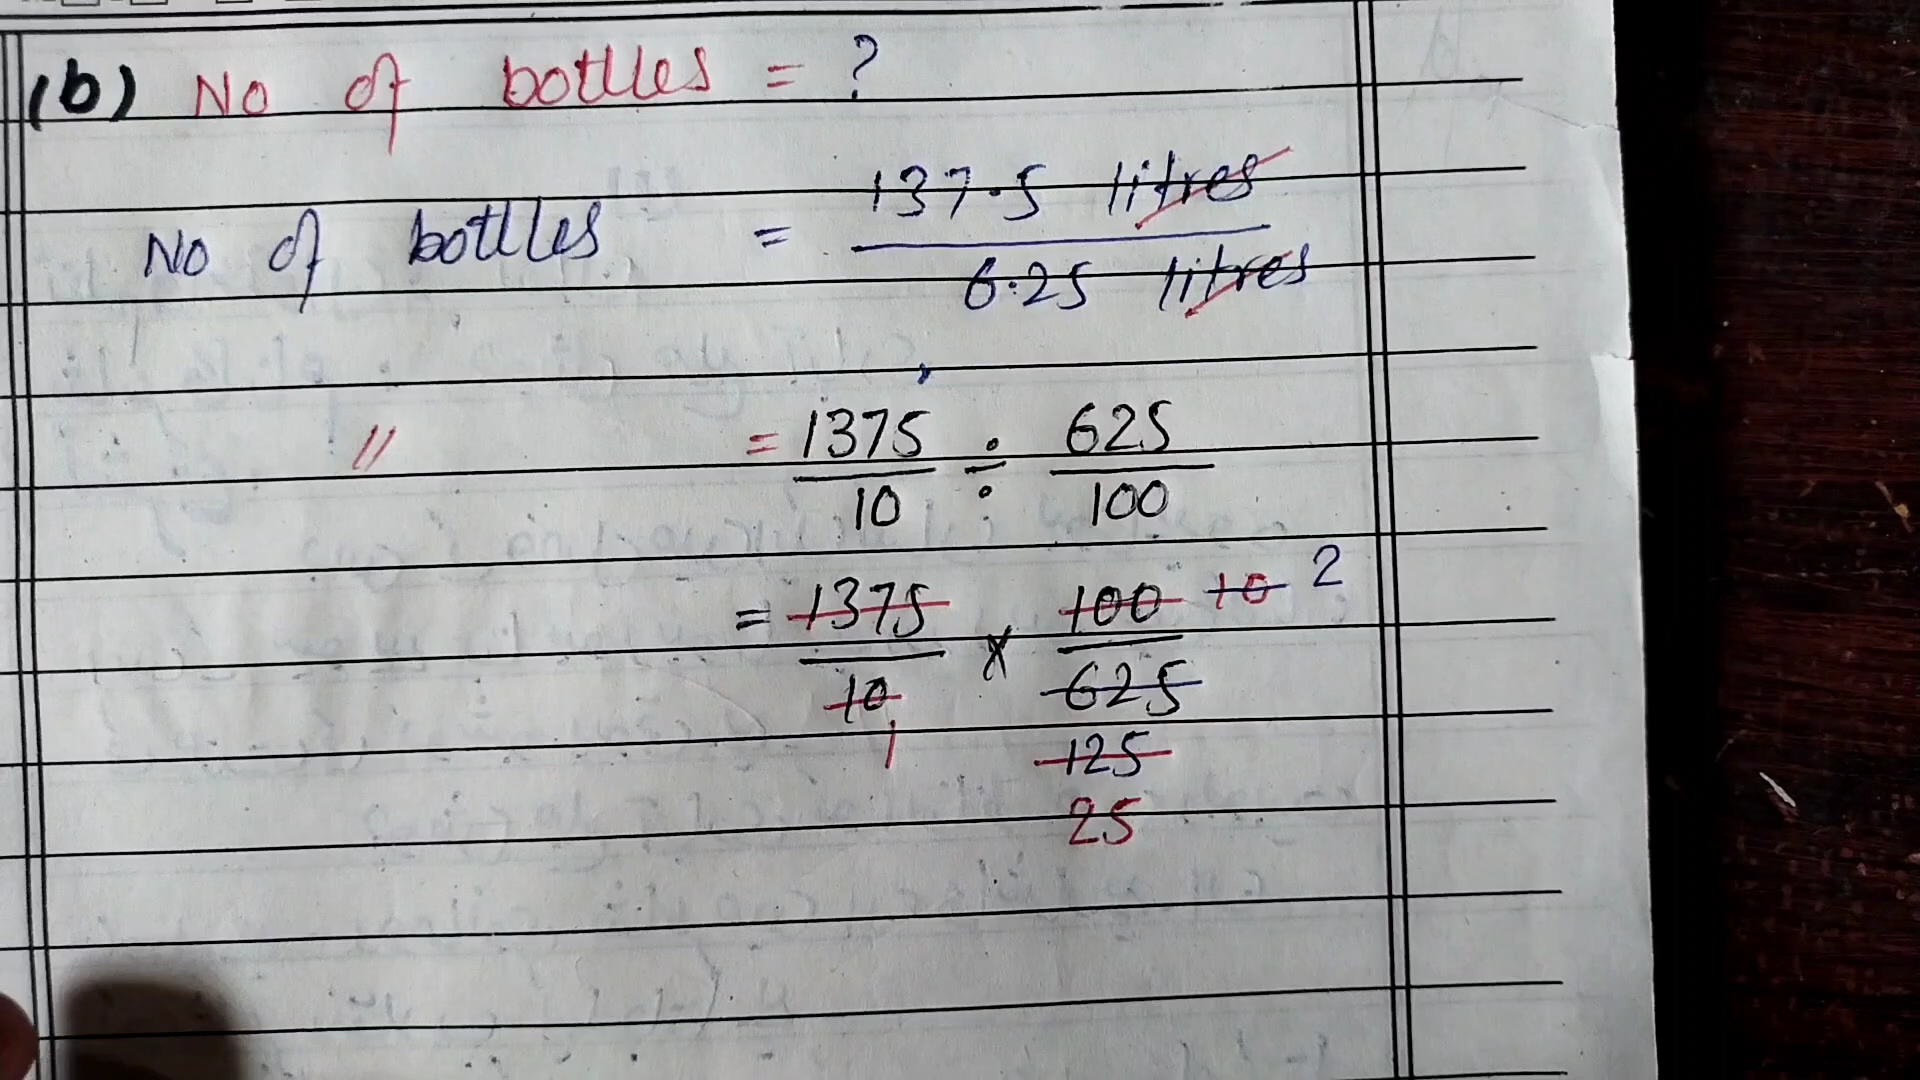 (b) No of bottles = ?
No of bottles = 137.5 litres / 6.25 litres
" = 1375/10 ÷ 625/100
= 1375/10 × 100/625 10 2
1
125
25